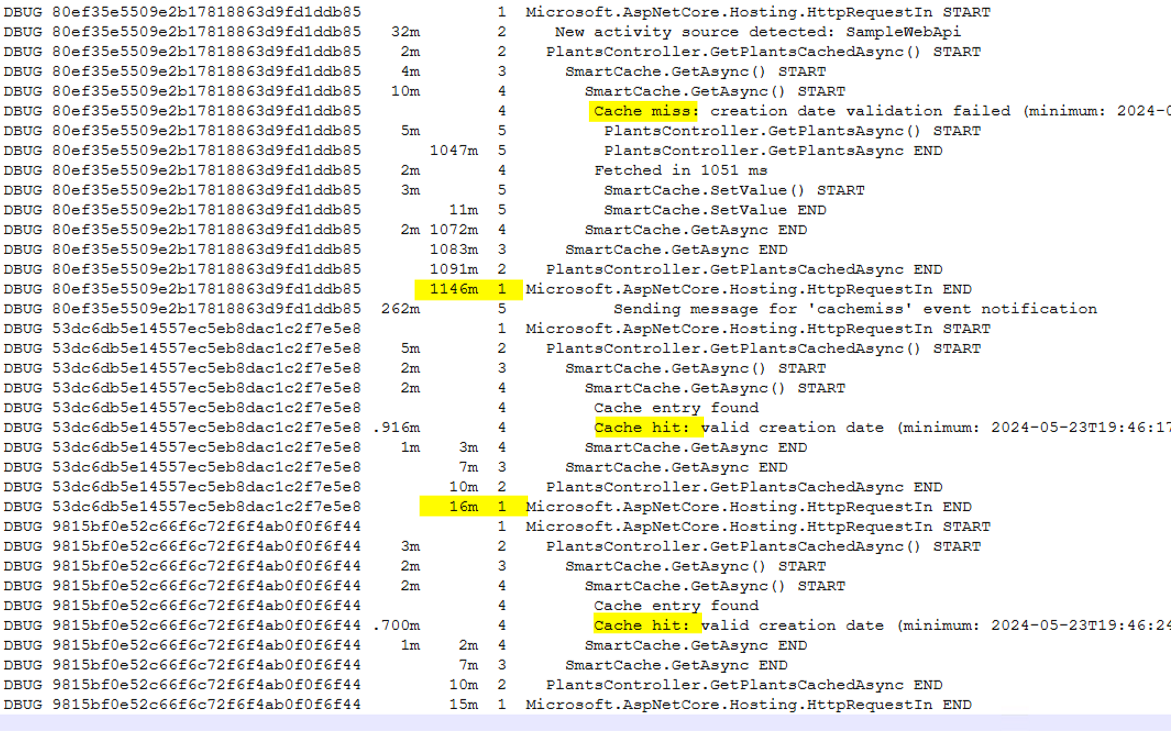 DBUG 80ef35e5509e2b17818863d9fd1ddb85 1 Microsoft.AspNetCore.Hosting.HttpRequestIn START
DBUG 80ef35e5509e2b17818863d9fd1ddb85 32m 2 New activity source detected: SampleWebApi
DBUG 80ef35e5509e2b17818863d9fd1ddb85 2m 2 PlantsController.GetPlantsCachedAsync() START
DBUG 80ef35e5509e2b17818863d9fd1ddb85 4m 3 SmartCache.GetAsync() START
DBUG 80ef35e5509e2b17818863d9fd1ddb85 10m 4 SmartCache.GetAsync() START
DBUG 80ef35e5509e2b17818863d9fd1ddb85 4 Cache miss: creation date validation failed (minimum: 2024-0
DBUG 80ef35e5509e2b17818863d9fd1ddb85 5m 5 PlantsController.GetPlantsAsync() START
DBUG 80ef35e5509e2b17818863d9fd1ddb85 1047m 5 PlantsController.GetPlantsAsync END
DBUG 80ef35e5509e2b17818863d9fd1ddb85 2m 4 Fetched in 1051 ms
DBUG 80ef35e5509e2b17818863d9fd1ddb85 3m 5 SmartCache.SetValue() START
DBUG 80ef35e5509e2b17818863d9fd1ddb85 11m 5 SmartCache.SetValue END
DBUG 80ef35e5509e2b17818863d9fd1ddb85 2m 1072m 4 SmartCache.GetAsync END
DBUG 80ef35e5509e2b17818863d9fd1ddb85 1083m 3 SmartCache.GetAsync END
DBUG 80ef35e5509e2b17818863d9fd1ddb85 1091m 2 PlantsController.GetPlantsCachedAsync END
DBUG 80ef35e5509e2b17818863d9fd1ddb85 1146m 1 Microsoft.AspNetCore.Hosting.HttpRequestIn END
DBUG 80ef35e5509e2b17818863d9fd1ddb85 262m 5 Sending message for 'cachemiss' event notification
DBUG 53dc6db5e14557ec5eb8dac1c2f7e5e8 1 Microsoft.AspNetCore.Hosting.HttpRequestIn START
DBUG 53dc6db5e14557ec5eb8dac1c2f7e5e8 5m 2 PlantsController.GetPlantsCachedAsync() START
DBUG 53dc6db5e14557ec5eb8dac1c2f7e5e8 2m 3 SmartCache.GetAsync() START
DBUG 53dc6db5e14557ec5eb8dac1c2f7e5e8 2m 4 SmartCache.GetAsync() START
DBUG 53dc6db5e14557ec5eb8dac1c2f7e5e8 4 Cache entry found
DBUG 53dc6db5e14557ec5eb8dac1c2f7e5e8 .916m 4 Cache hit: valid creation date (minimum: 2024-05-23T19:46:17
DBUG 53dc6db5e14557ec5eb8dac1c2f7e5e8 1m 3m 4 SmartCache.GetAsync END
DBUG 53dc6db5e14557ec5eb8dac1c2f7e5e8 7m 3 SmartCache.GetAsync END
DBUG 53dc6db5e14557ec5eb8dac1c2f7e5e8 10m 2 PlantsController.GetPlantsCachedAsync END
DBUG 53dc6db5e14557ec5eb8dac1c2f7e5e8 16m 1 Microsoft.AspNetCore.Hosting.HttpRequestIn END
DBUG 9815bf0e52c66f6c72f6f4ab0f0f6f44 1 Microsoft.AspNetCore.Hosting.HttpRequestIn START
DBUG 9815bf0e52c66f6c72f6f4ab0f0f6f44 3m 2 PlantsController.GetPlantsCachedAsync() START
DBUG 9815bf0e52c66f6c72f6f4ab0f0f6f44 2m 3 SmartCache.GetAsync() START
DBUG 9815bf0e52c66f6c72f6f4ab0f0f6f44 2m 4 SmartCache.GetAsync() START
DBUG 9815bf0e52c66f6c72f6f4ab0f0f6f44 4 Cache entry found
DBUG 9815bf0e52c66f6c72f6f4ab0f0f6f44 .700m 4 Cache hit: valid creation date (minimum: 2024-05-23T19:46:24
DBUG 9815bf0e52c66f6c72f6f4ab0f0f6f44 1m 2m 4 SmartCache.GetAsync END
DBUG 9815bf0e52c66f6c72f6f4ab0f0f6f44 7m 3 SmartCache.GetAsync END
DBUG 9815bf0e52c66f6c72f6f4ab0f0f6f44 10m 2 PlantsController.GetPlantsCachedAsync END
DBUG 9815bf0e52c66f6c72f6f4ab0f0f6f44 15m 1 Microsoft.AspNetCore.Hosting.HttpRequestIn END